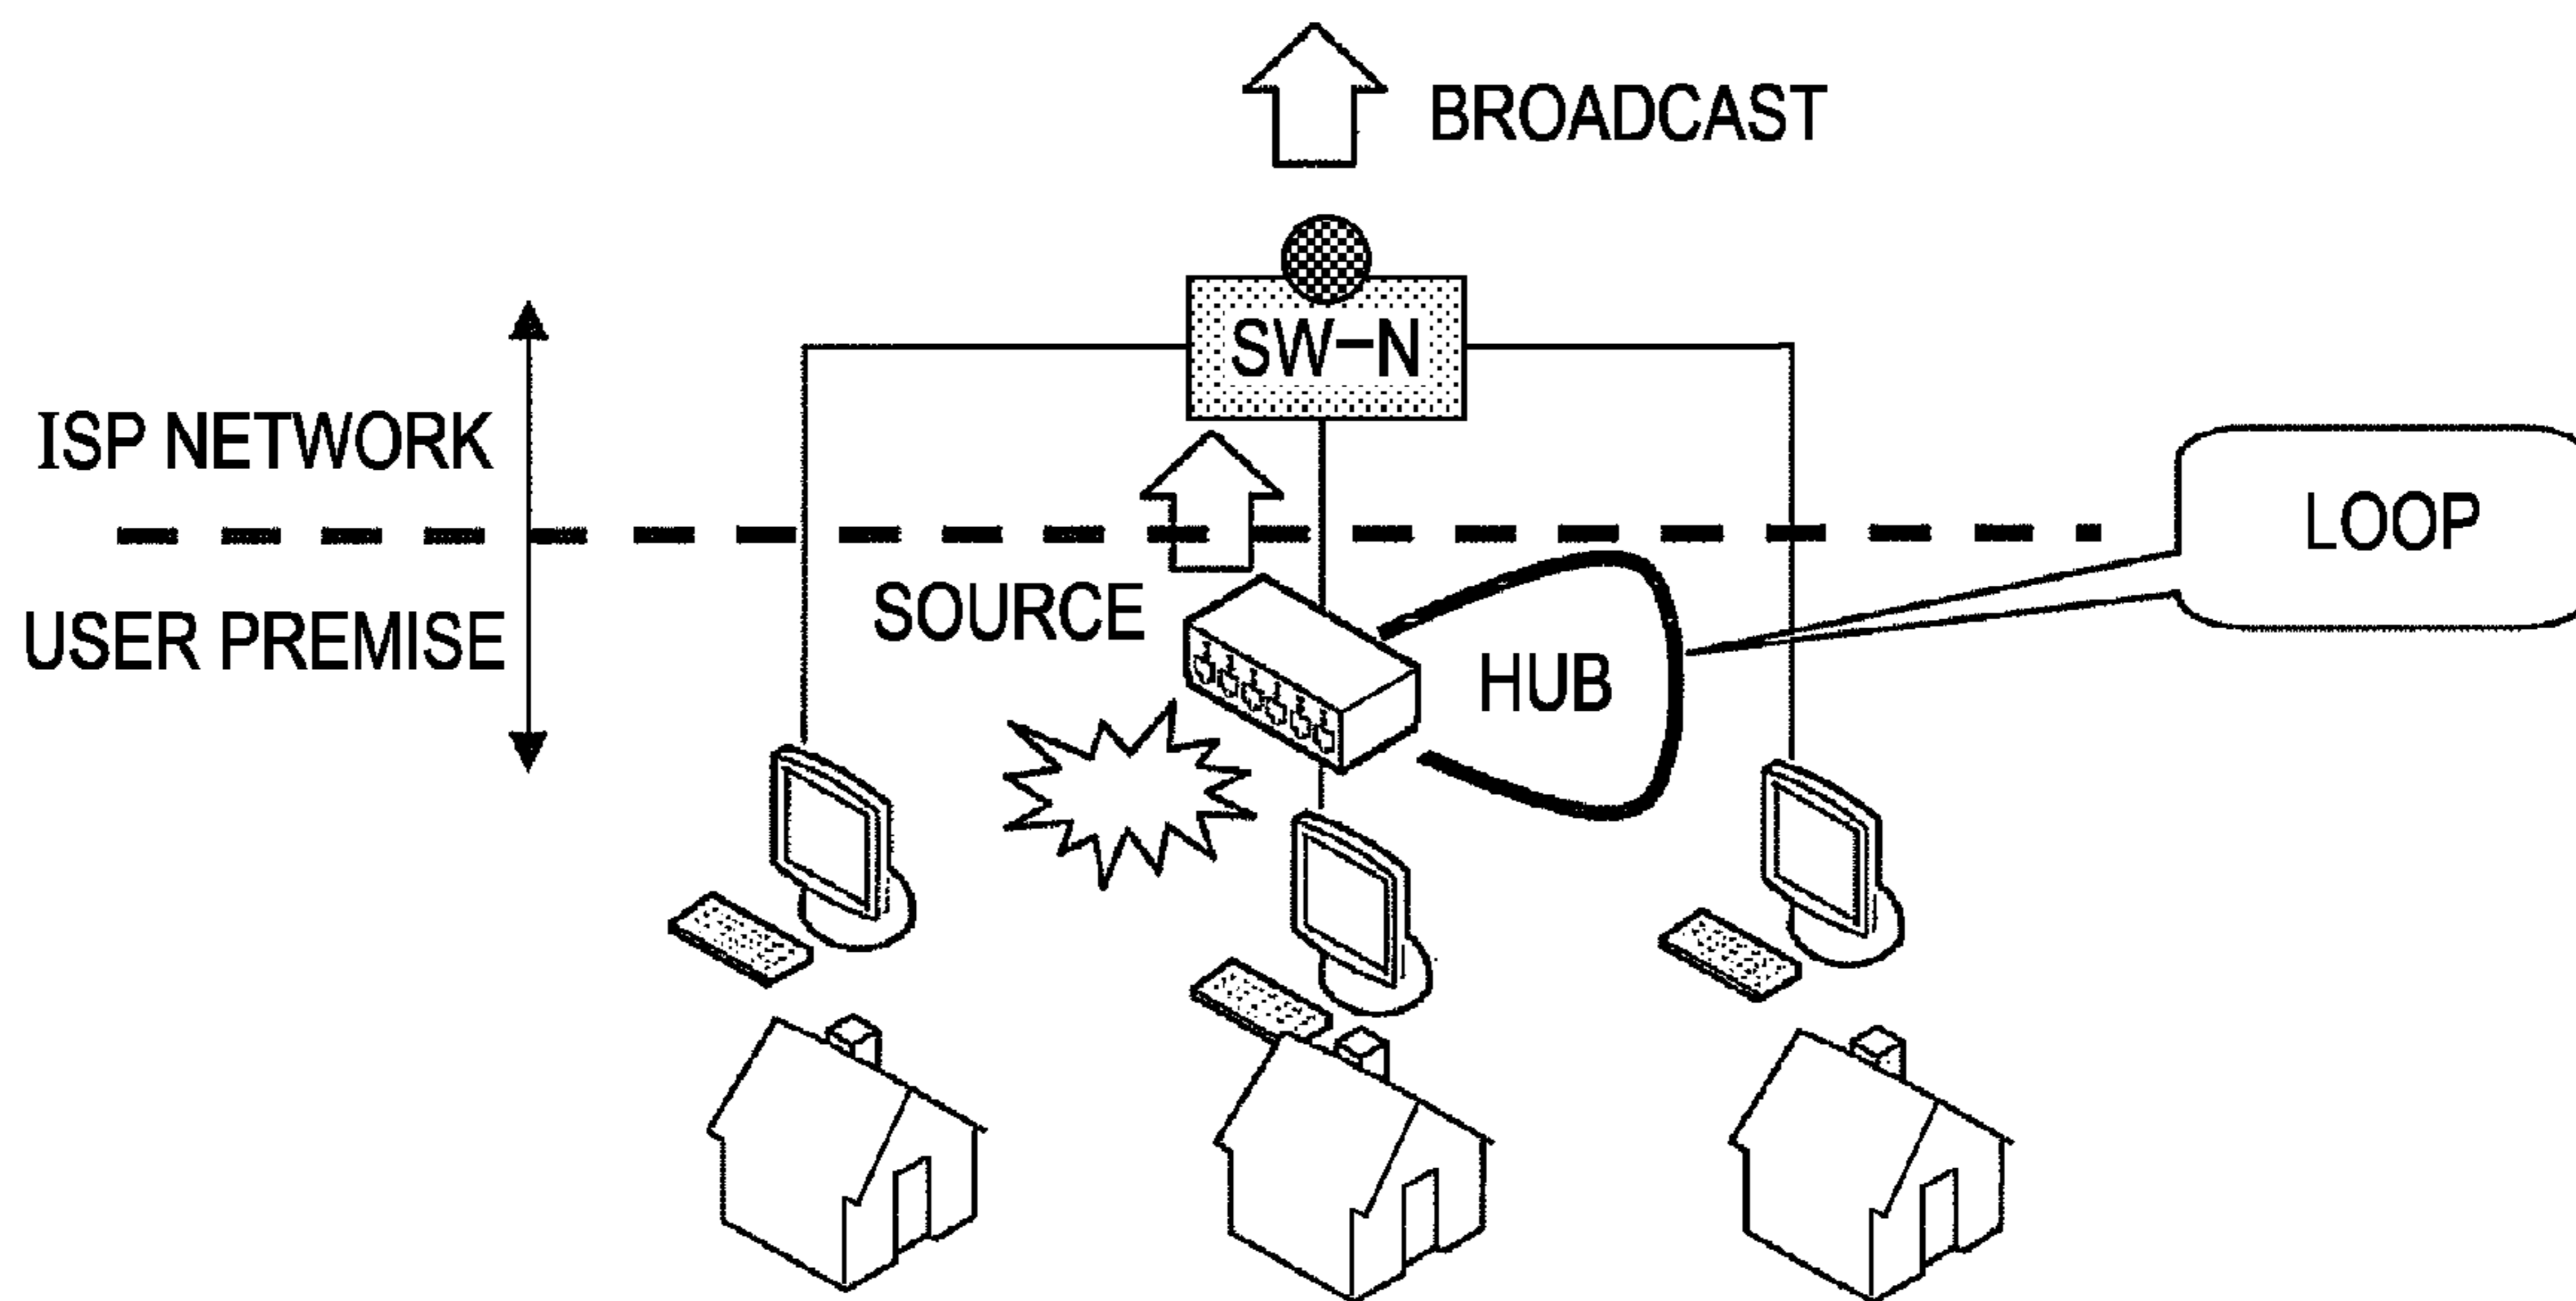 BROADCAST
SW-N
ISP NETWORK
LOOP
SOURCE
USER PREMISE
HUB